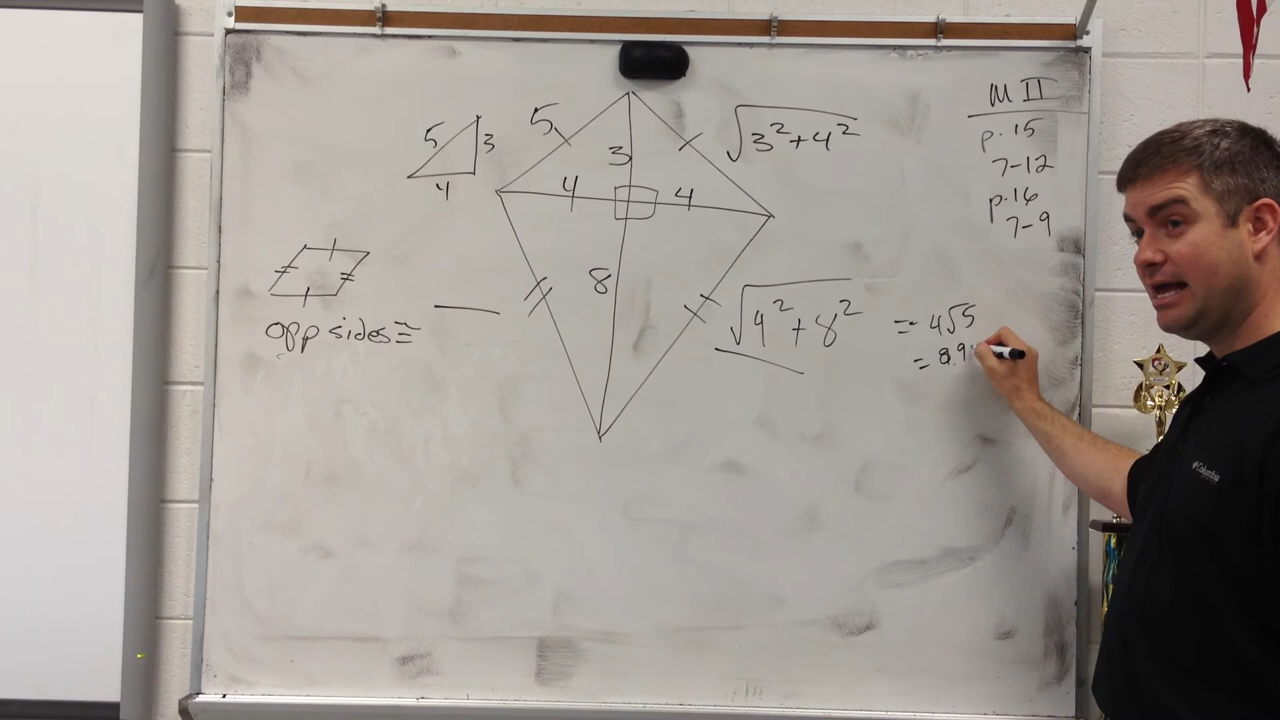 M II
p.15
7-12
p.16
7-9
5
3
4
5
3
4
4
8
√3²+4²
√4²+8²
= 4√5
= 8.9
opp sides ≅
Columbia